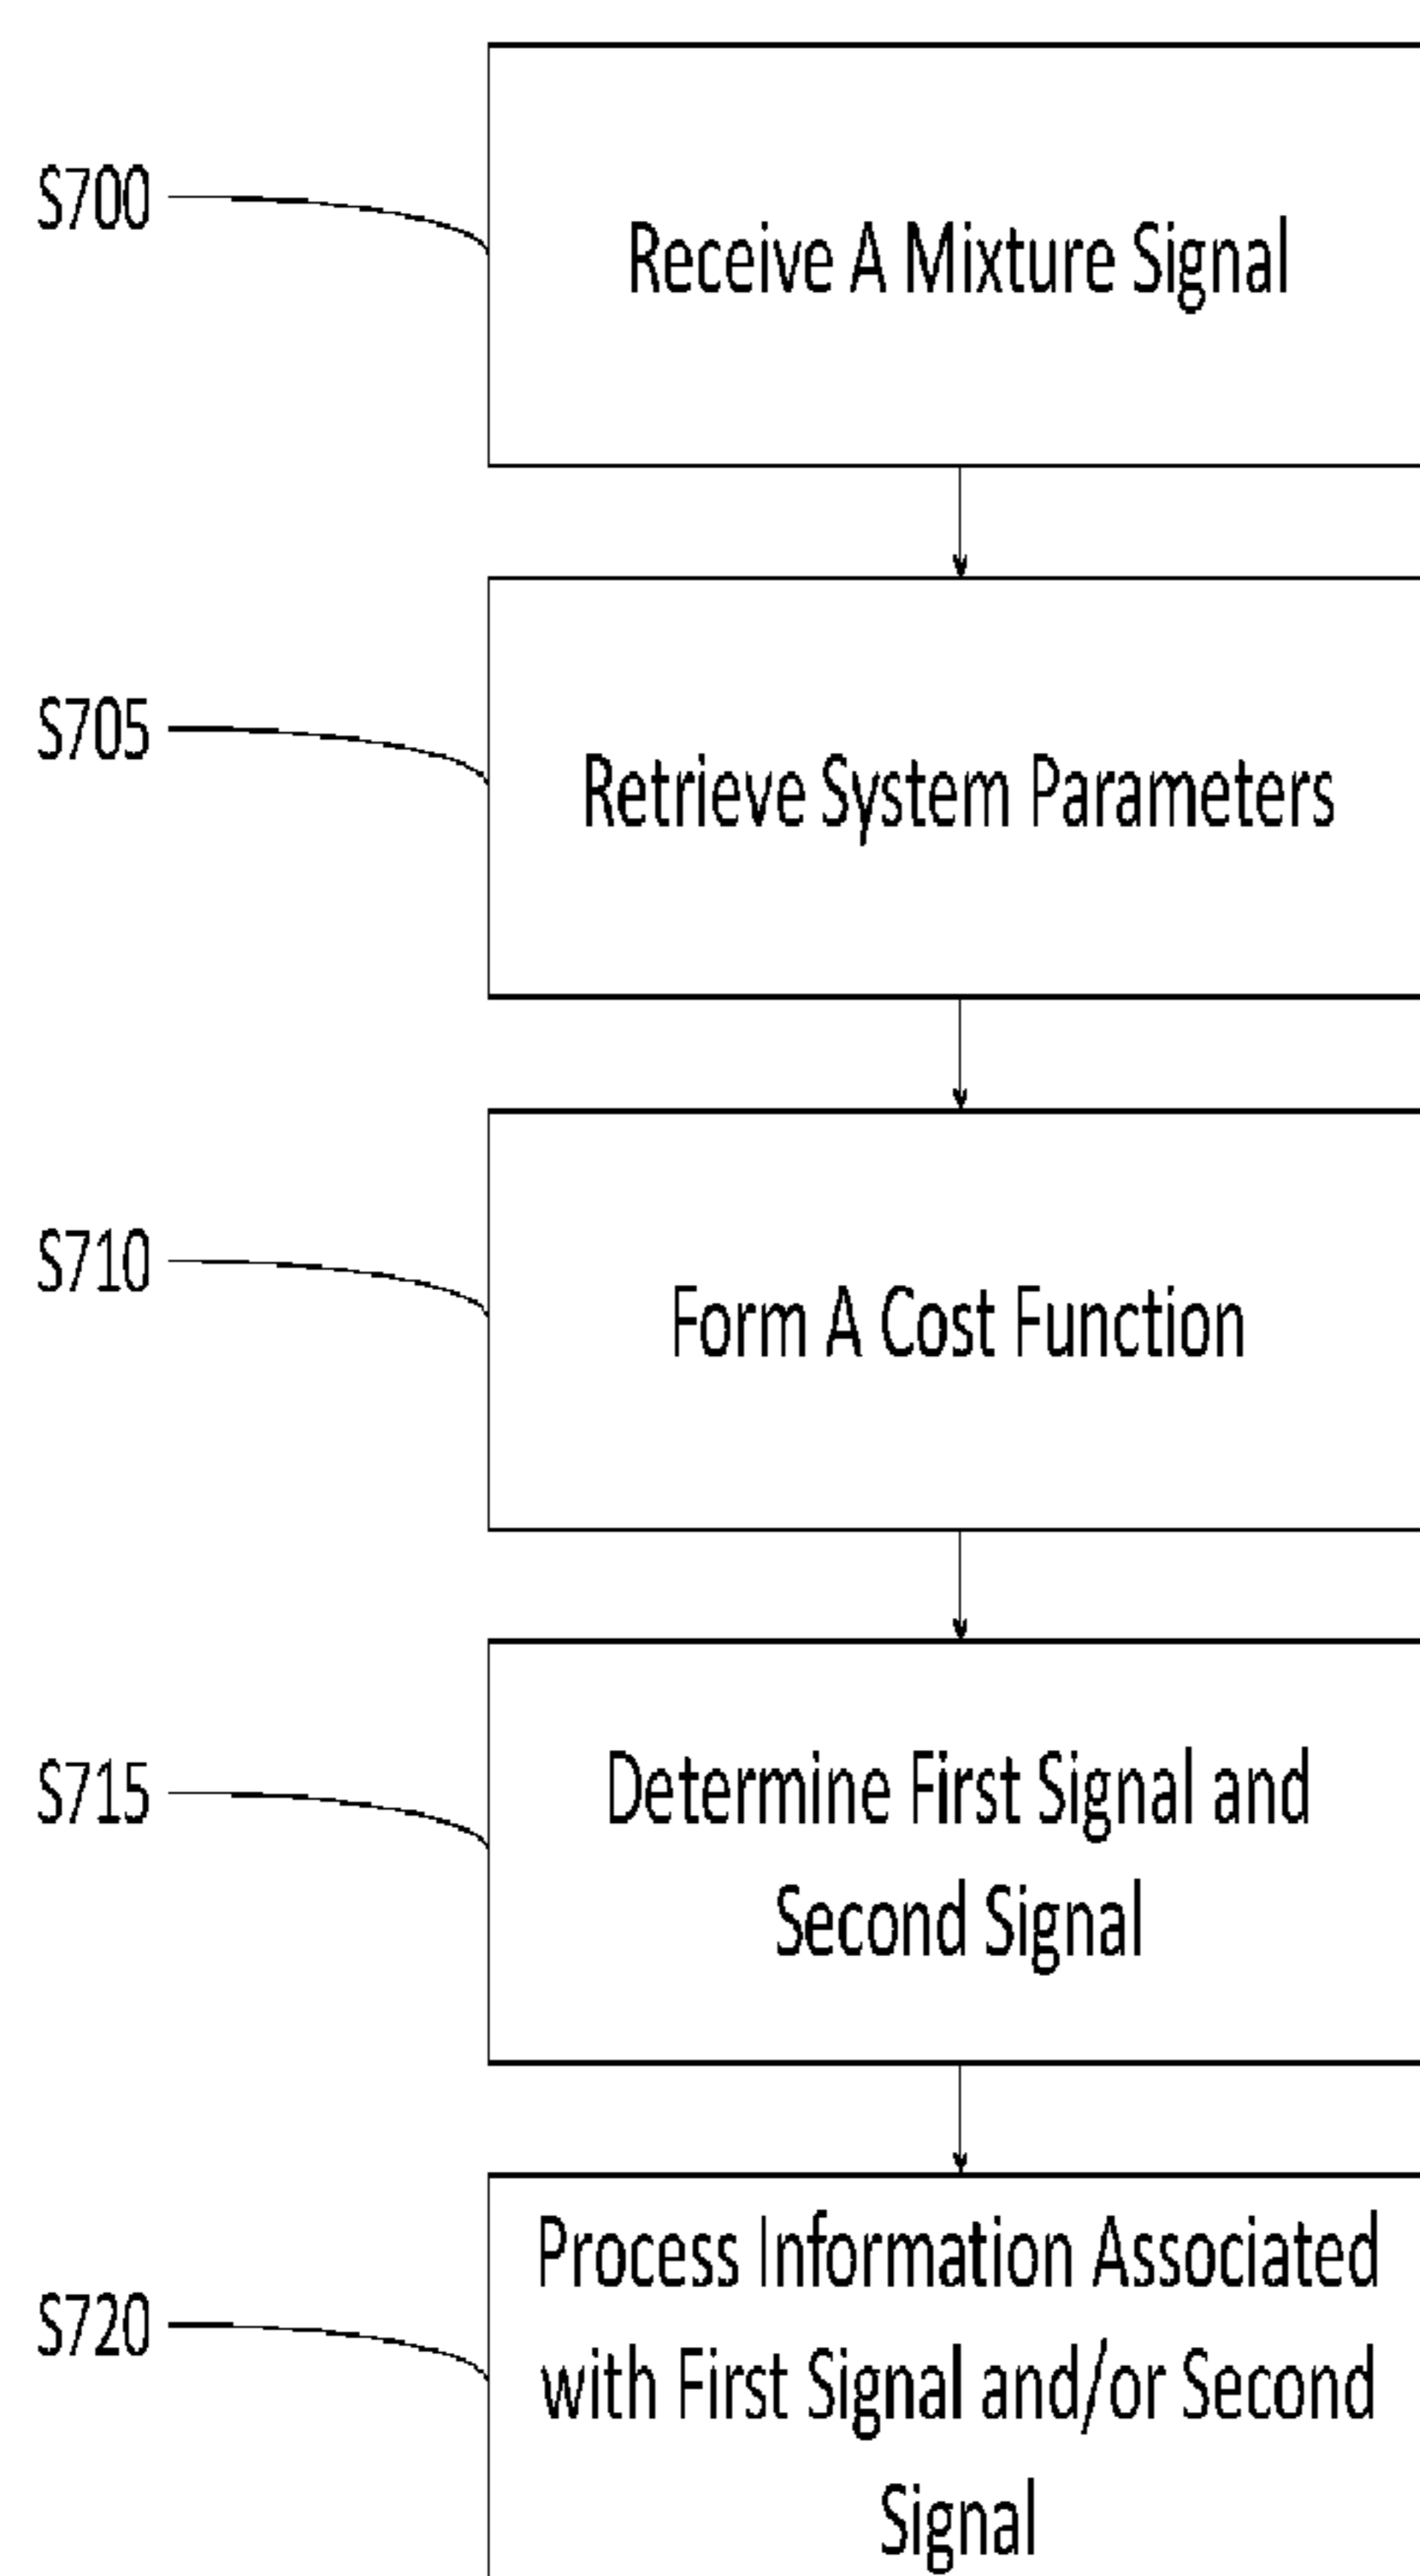 S700
Receive A Mixture Signal
S705
Retrieve System Parameters
S710
Form A Cost Function
S715
Determine First Signal and
Second Signal
S720
Process Information Associated
with First Signal and/or Second
Signal